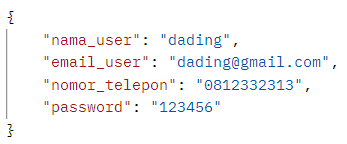 {
"nama_user": "dading",
"email_user": "dading@gmail.com",
"nomor_telepon": "0812332313",
"password": "123456"
}